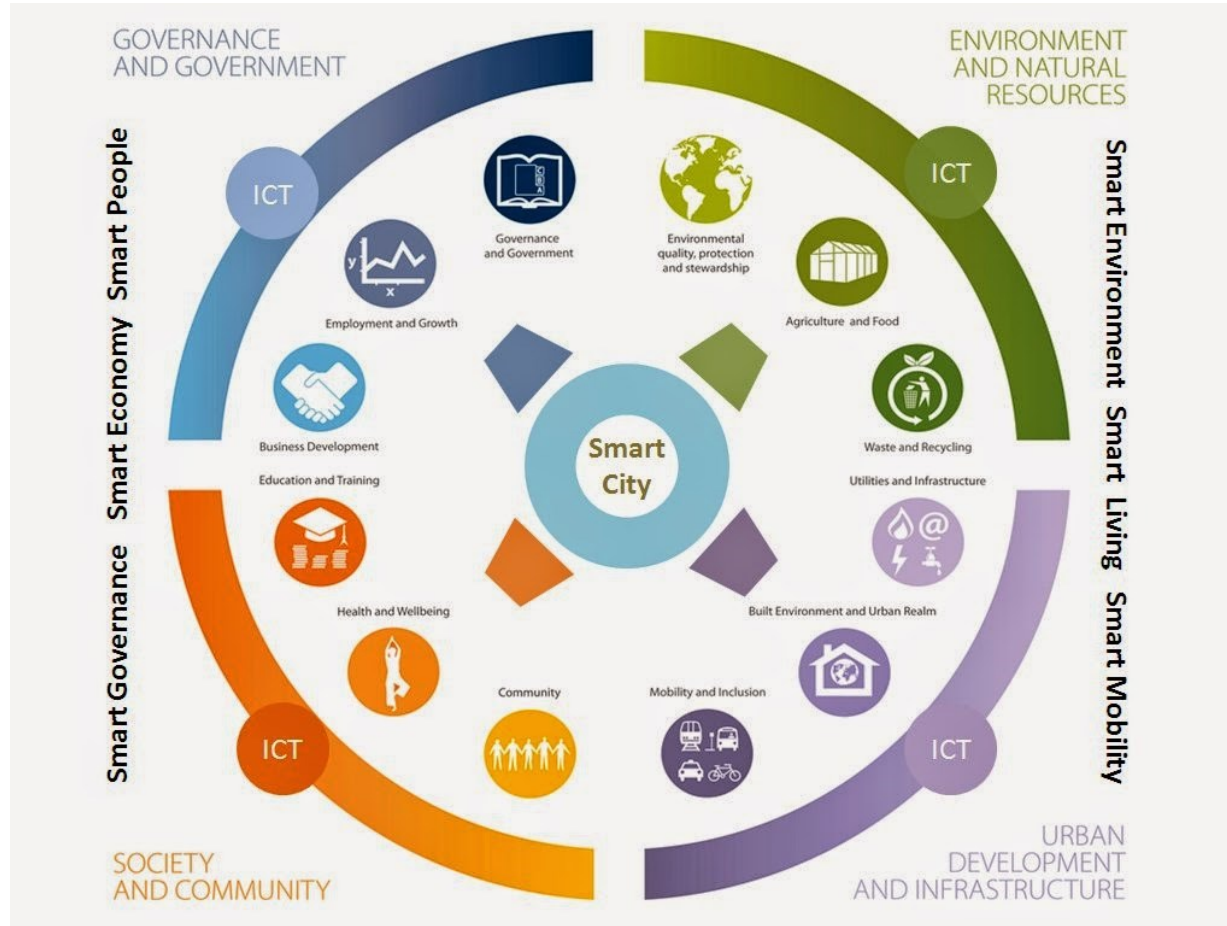 GOVERNANCE
AND GOVERNMENT
ENVIRONMENT
AND NATURAL
RESOURCES
Smart People
Smart Economy
Smart Governance
Smart Environment
Smart Living
Smart Mobility
ICT
ICT
Governance
and Government
C
B
A
Environmental
quality, protection
and stewardship
y
x
Employment and Growth
Agriculture and Food
Business Development
Waste and Recycling
Smart
City
Education and Training
Utilities and Infrastructure
@
Health and Wellbeing
Built Environment and Urban Realm
Community
Mobility and Inclusion
ICT
ICT
SOCIETY
AND COMMUNITY
URBAN
DEVELOPMENT
AND INFRASTRUCTURE